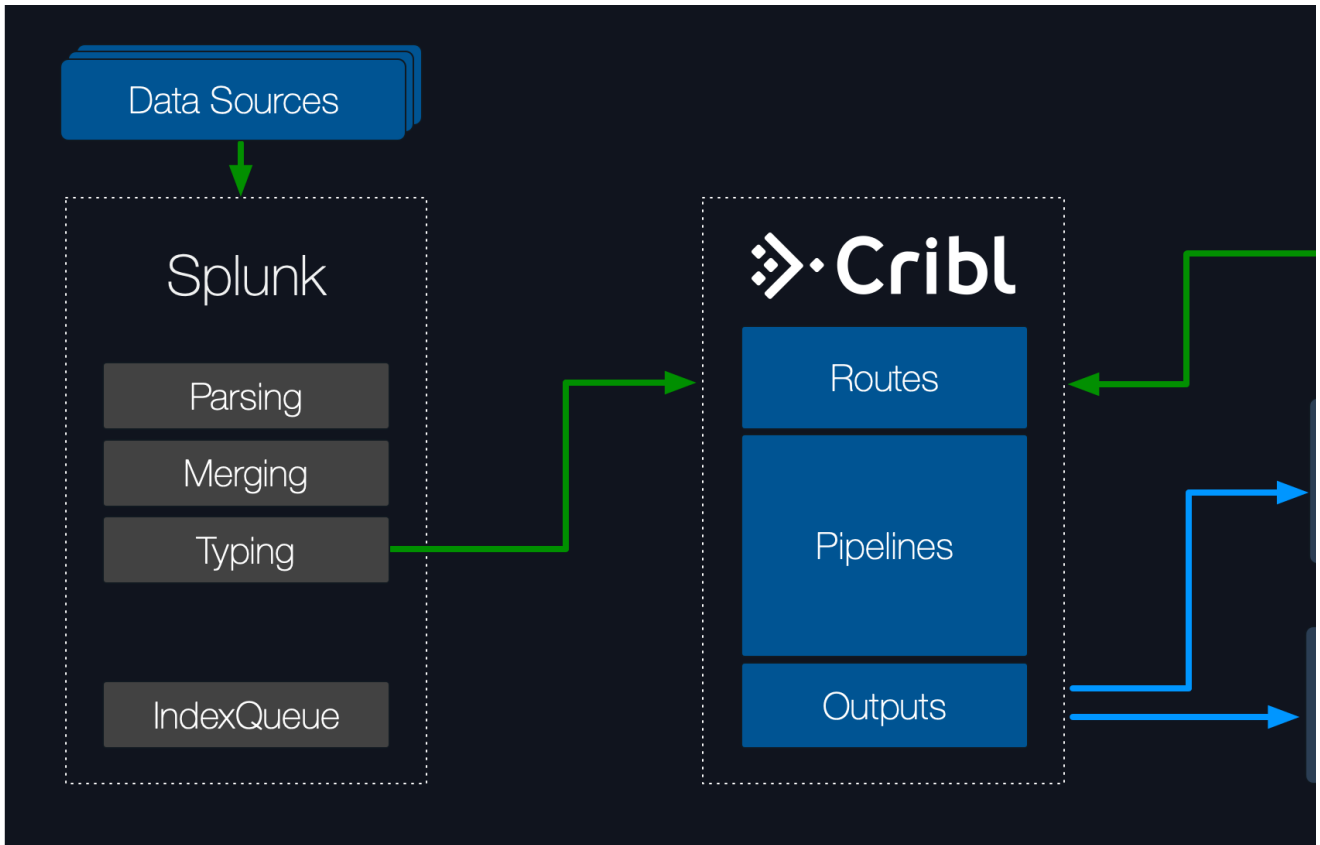 Data Sources
Splunk
Parsing
Merging
Typing
IndexQueue
Cribl
Routes
Pipelines
Outputs